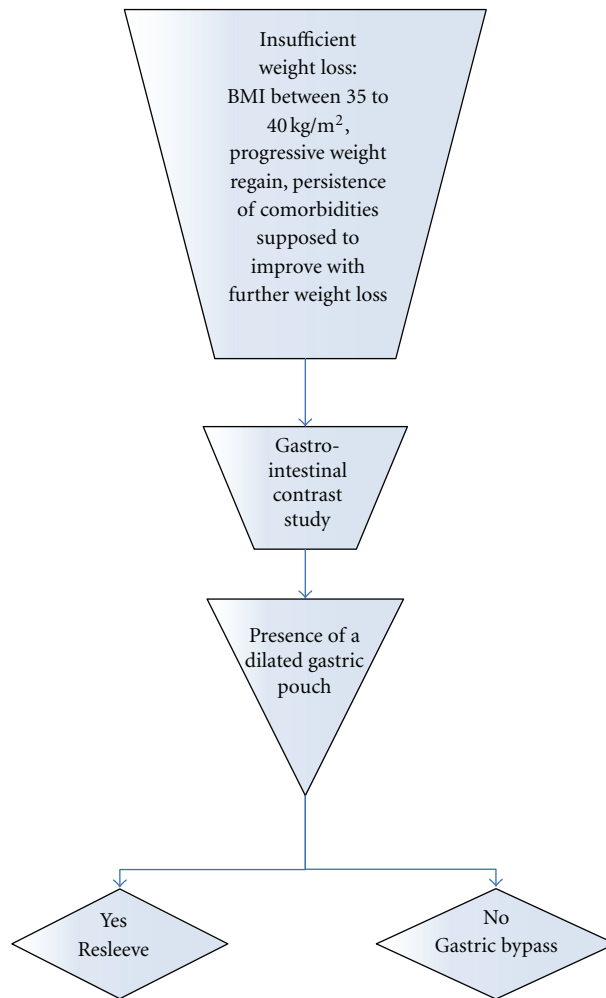 Insufficient
weight loss:
BMI between 35 to
40 kg/m²,
progressive weight
regain, persistence
of comorbidities
supposed to
improve with
further weight loss
Gastro-
intestinal
contrast
study
Presence of a
dilated gastric
pouch
Yes
Resleeve
No
Gastric bypass